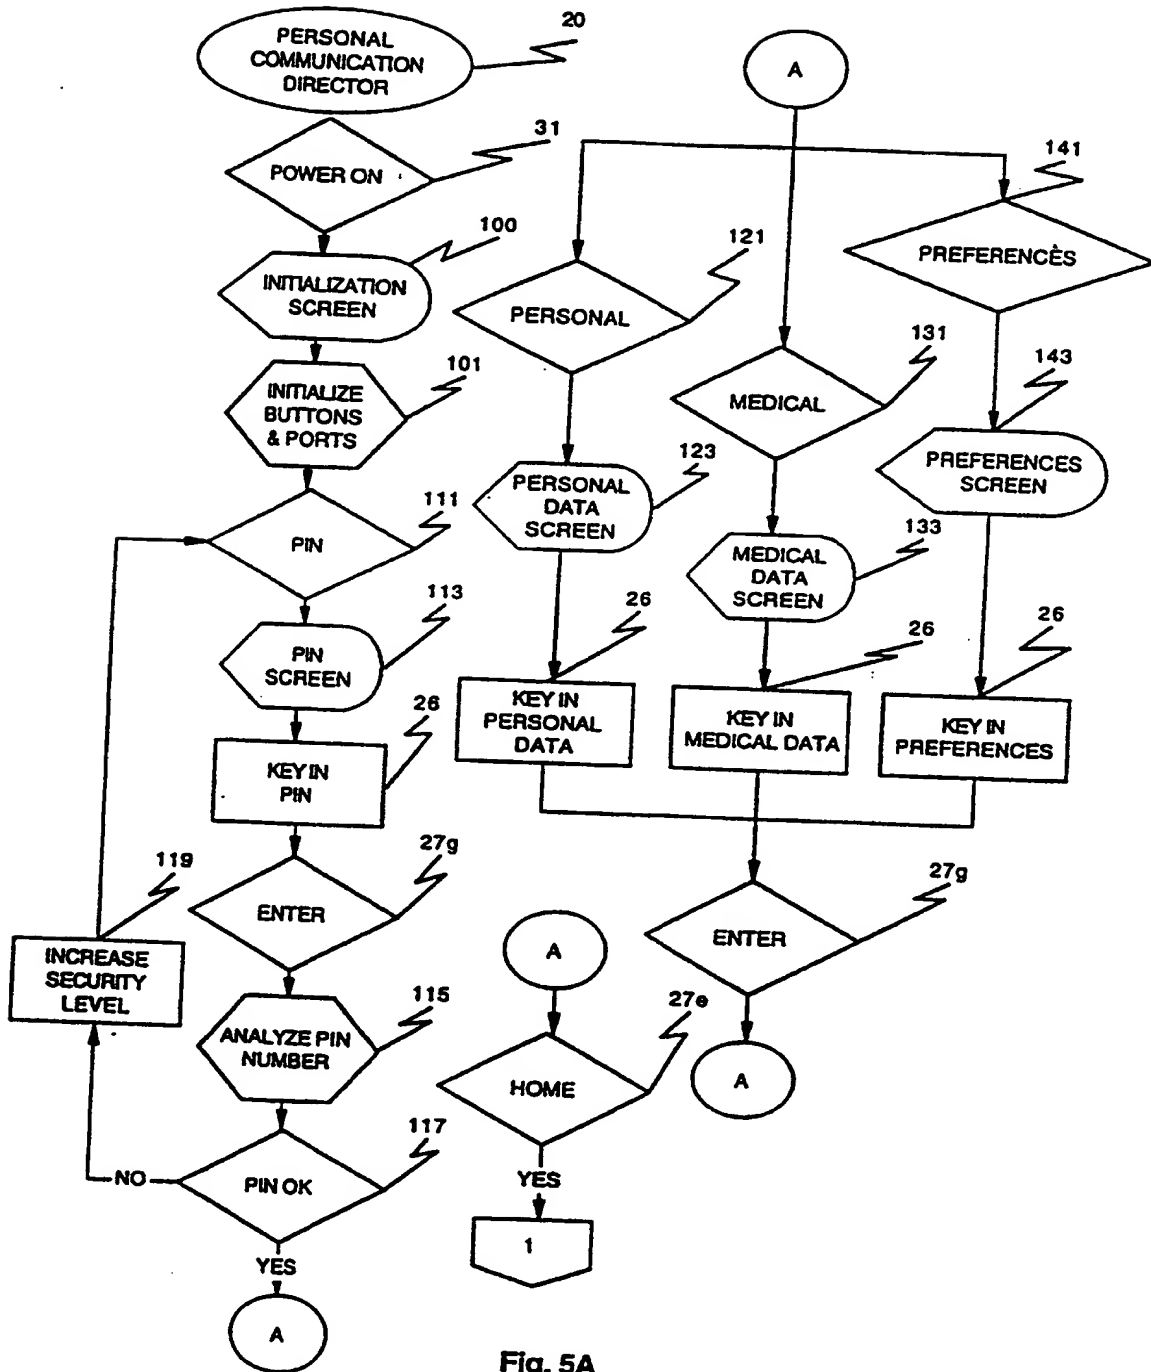 PERSONAL
COMMUNICATION
DIRECTOR
20
POWER ON
31
INITIALIZATION
SCREEN
100
INITIALIZE
BUTTONS
& PORTS
101
PIN
111
PIN
SCREEN
113
KEY IN
PIN
26
ENTER
27g
INCREASE
SECURITY
LEVEL
119
ANALYZE PIN
NUMBER
115
PIN OK
117
NO
YES
A
A
PERSONAL
121
PERSONAL
DATA
SCREEN
123
KEY IN
PERSONAL
DATA
26
MEDICAL
131
MEDICAL
DATA
SCREEN
133
KEY IN
MEDICAL DATA
26
PREFERENCES
141
PREFERENCES
SCREEN
143
KEY IN
PREFERENCES
26
ENTER
27g
A
A
HOME
27e
YES
1
Fig. 5A